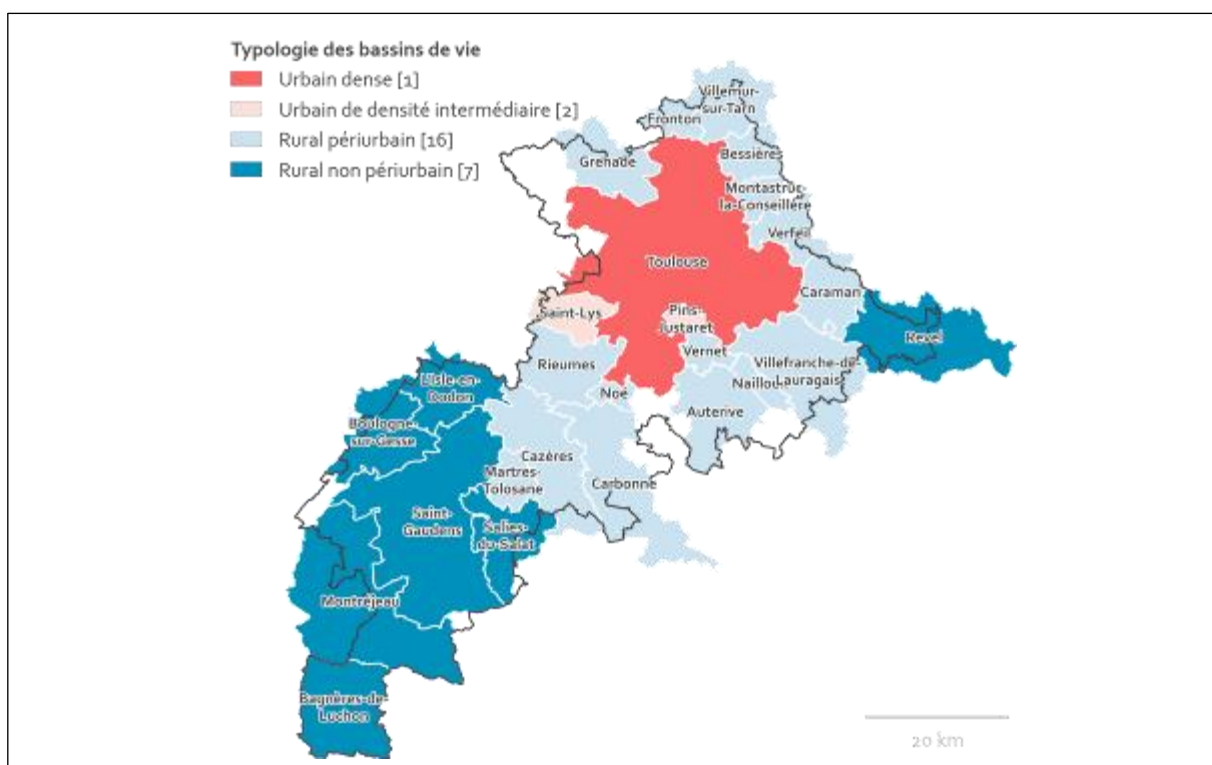 Typologie des bassins de vie
Urbain dense [1]
Urbain de densité intermédiaire [2]
Rural périurbain [16]
Rural non périurbain [7]
Villemur-
sur-Tarn
Fronton
Grenade
Bessières
Montastruc-
la-Conseillère
Verfeil
Toulouse
Caraman
Saint-Lys
Pins-
Justaret
Revel
Vernet
Rieumes
Villefranche-de-
Lauragais
Nailloux
L'Isle-en-
Dodon
Noé
Auterive
Boulogne-
sur-Gesse
Cazères
Martres-
Tolosane
Carbonne
Saint-
Gaudens
Salies-
du-Salat
Montréjeau
Bagnères-de-
Luchon
20 km